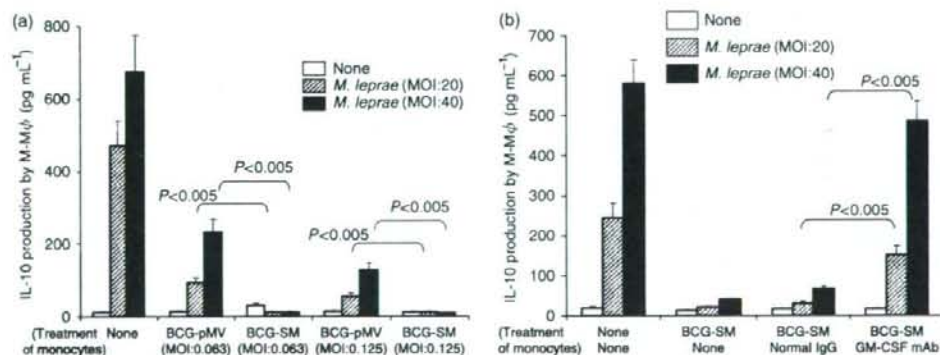 (a)
IL-10 production by M-Mϕ (pg mL⁻¹)
800
600
400
200
0
None
M. leprae (MOI:20)
M. leprae (MOI:40)
P<0.005
P<0.005
P<0.005
P<0.005
(Treatment of monocytes)
None
BCG-pMV (MOI:0.063)
BCG-SM (MOI:0.063)
BCG-pMV (MOI:0.125)
BCG-SM (MOI:0.125)
(b)
IL-10 production by M-Mϕ (pg mL⁻¹)
700
600
500
400
300
200
100
0
None
M. leprae (MOI:20)
M. leprae (MOI:40)
P<0.005
P<0.005
(Treatment of monocytes)
None None
BCG-SM None
BCG-SM Normal IgG
BCG-SM GM-CSF mAb